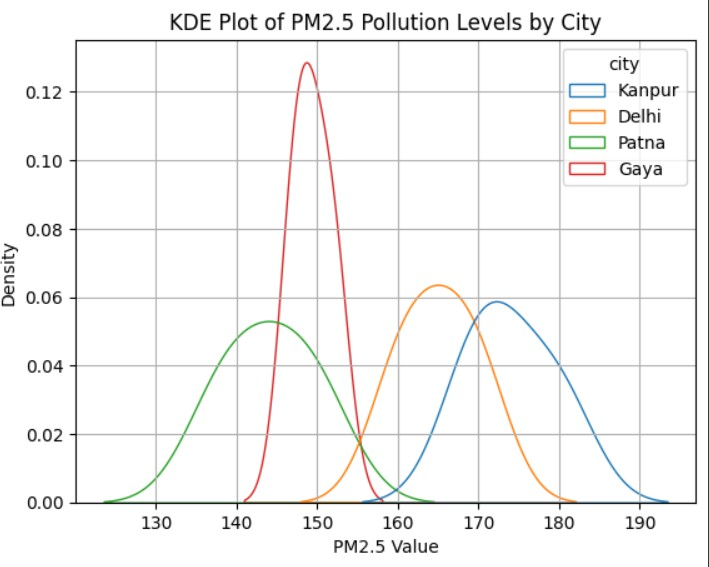 KDE Plot of PM2.5 Pollution Levels by City
city
Kanpur
Delhi
Patna
Gaya
Density
0.12
0.10
0.08
0.06
0.04
0.02
0.00
130 140 150 160 170 180 190
PM2.5 Value